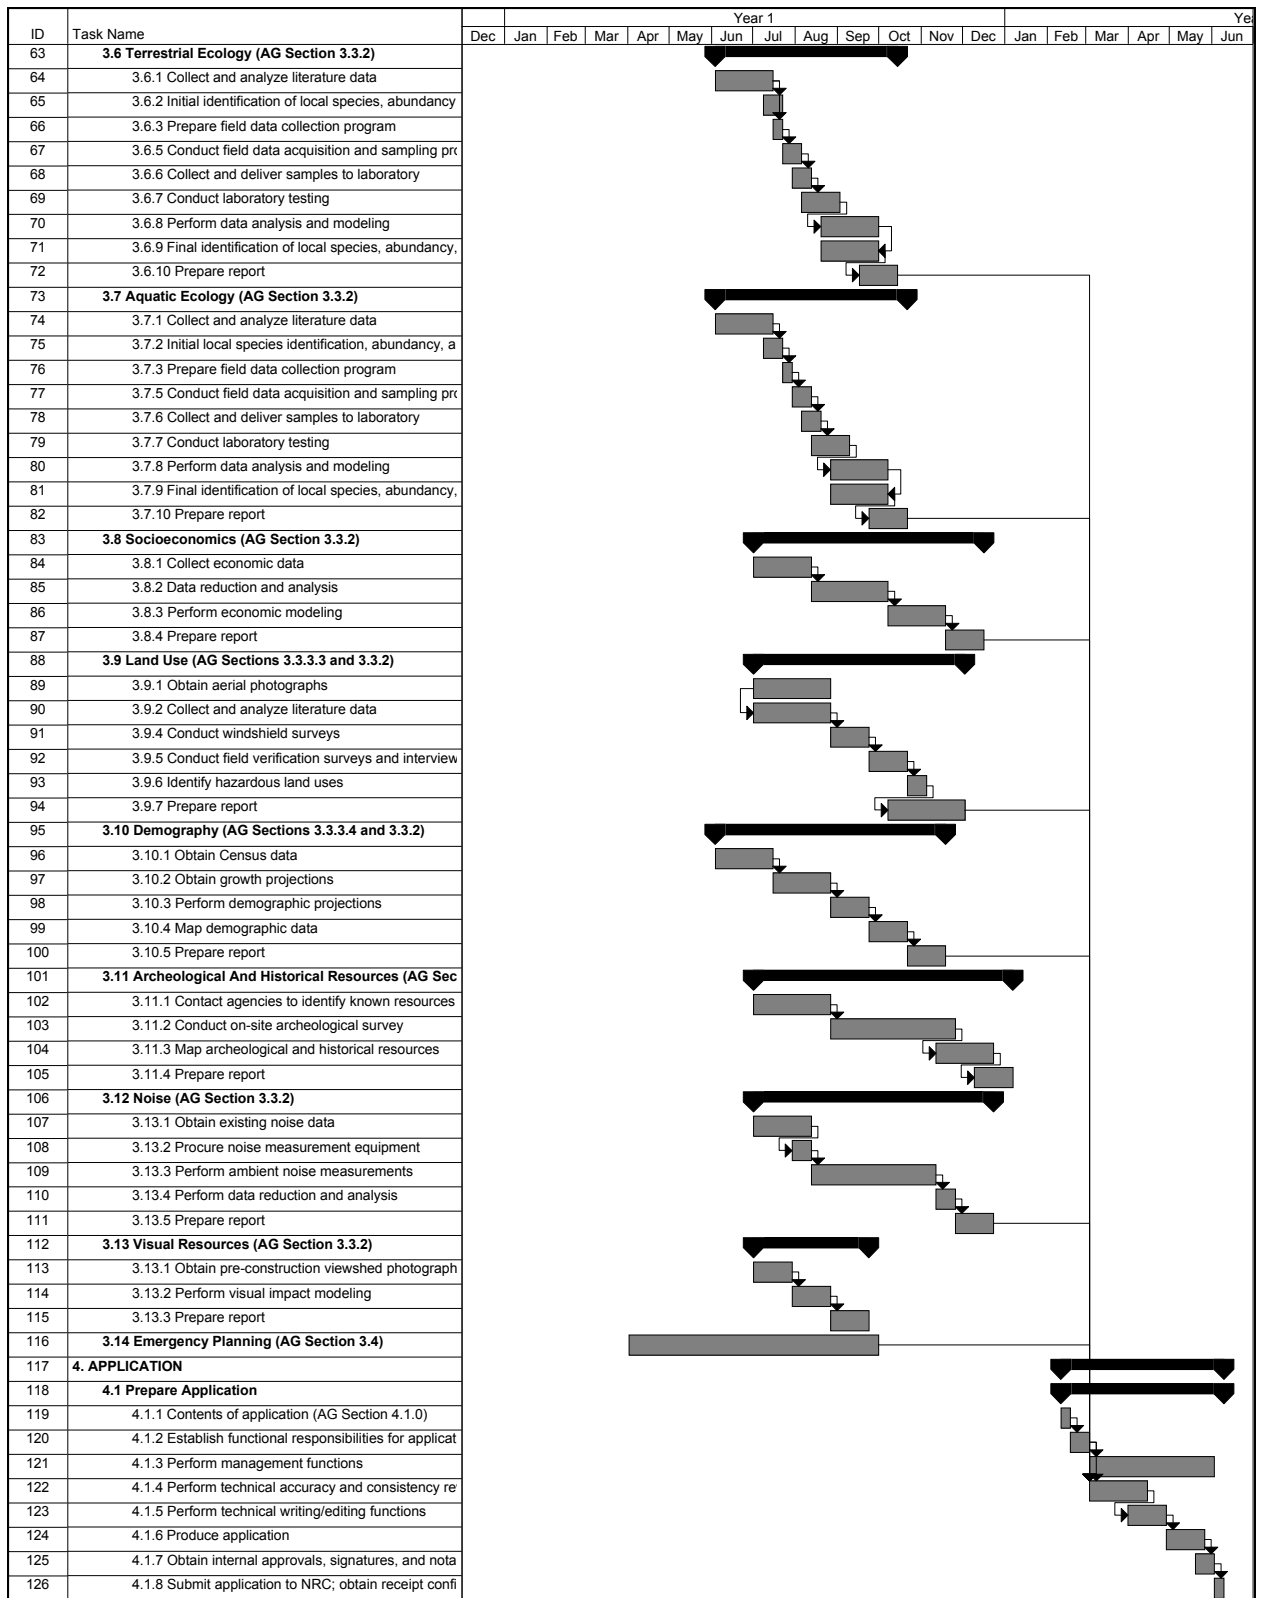 Year 1 Yea
ID Task Name Dec Jan Feb Mar Apr May Jun Jul Aug Sep Oct Nov Dec Jan Feb Mar Apr May Jun
63 3.6 Terrestrial Ecology (AG Section 3.3.2)
64 3.6.1 Collect and analyze literature data
65 3.6.2 Initial identification of local species, abundancy
66 3.6.3 Prepare field data collection program
67 3.6.5 Conduct field data acquisition and sampling pro
68 3.6.6 Collect and deliver samples to laboratory
69 3.6.7 Conduct laboratory testing
70 3.6.8 Perform data analysis and modeling
71 3.6.9 Final identification of local species, abundancy,
72 3.6.10 Prepare report
73 3.7 Aquatic Ecology (AG Section 3.3.2)
74 3.7.1 Collect and analyze literature data
75 3.7.2 Initial local species identification, abundancy, a
76 3.7.3 Prepare field data collection program
77 3.7.5 Conduct field data acquisition and sampling pro
78 3.7.6 Collect and deliver samples to laboratory
79 3.7.7 Conduct laboratory testing
80 3.7.8 Perform data analysis and modeling
81 3.7.9 Final identification of local species, abundancy,
82 3.7.10 Prepare report
83 3.8 Socioeconomics (AG Section 3.3.2)
84 3.8.1 Collect economic data
85 3.8.2 Data reduction and analysis
86 3.8.3 Perform economic modeling
87 3.8.4 Prepare report
88 3.9 Land Use (AG Sections 3.3.3.3 and 3.3.2)
89 3.9.1 Obtain aerial photographs
90 3.9.2 Collect and analyze literature data
91 3.9.4 Conduct windshield surveys
92 3.9.5 Conduct field verification surveys and interview
93 3.9.6 Identify hazardous land uses
94 3.9.7 Prepare report
95 3.10 Demography (AG Sections 3.3.3.4 and 3.3.2)
96 3.10.1 Obtain Census data
97 3.10.2 Obtain growth projections
98 3.10.3 Perform demographic projections
99 3.10.4 Map demographic data
100 3.10.5 Prepare report
101 3.11 Archeological And Historical Resources (AG Sec
102 3.11.1 Contact agencies to identify known resources
103 3.11.2 Conduct on-site archeological survey
104 3.11.3 Map archeological and historical resources
105 3.11.4 Prepare report
106 3.12 Noise (AG Section 3.3.2)
107 3.13.1 Obtain existing noise data
108 3.13.2 Procure noise measurement equipment
109 3.13.3 Perform ambient noise measurements
110 3.13.4 Perform data reduction and analysis
111 3.13.5 Prepare report
112 3.13 Visual Resources (AG Section 3.3.2)
113 3.13.1 Obtain pre-construction viewshed photograph
114 3.13.2 Perform visual impact modeling
115 3.13.3 Prepare report
116 3.14 Emergency Planning (AG Section 3.4)
117 4. APPLICATION
118 4.1 Prepare Application
119 4.1.1 Contents of application (AG Section 4.1.0)
120 4.1.2 Establish functional responsibilities for applicat
121 4.1.3 Perform management functions
122 4.1.4 Perform technical accuracy and consistency re
123 4.1.5 Perform technical writing/editing functions
124 4.1.6 Produce application
125 4.1.7 Obtain internal approvals, signatures, and nota
126 4.1.8 Submit application to NRC; obtain receipt confi